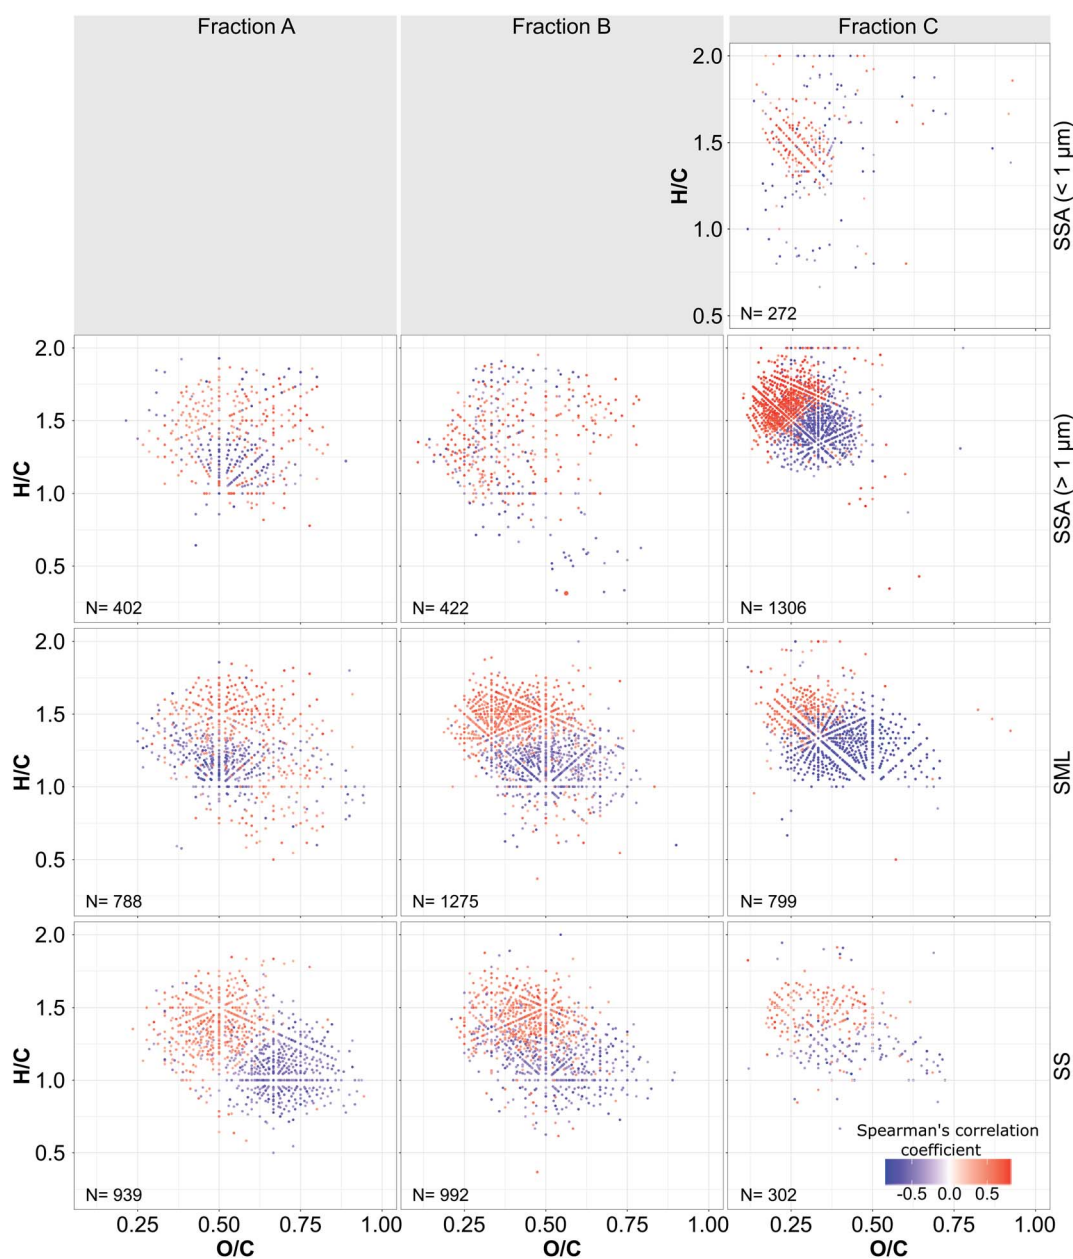 Fraction A
Fraction B
Fraction C
2.0
1.5
1.0
0.5
H/C
N= 272
SSA (< 1 µm)
2.0
1.5
1.0
0.5
H/C
N= 402
N= 422
N= 1306
SSA (> 1 µm)
2.0
1.5
1.0
0.5
H/C
N= 788
N= 1275
N= 799
SML
2.0
1.5
1.0
0.5
H/C
N= 939
N= 992
N= 302
SS
Spearman's correlation
coefficient
-0.5 0.0 0.5
0.25 0.50 0.75 1.00
0.25 0.50 0.75 1.00
0.25 0.50 0.75 1.00
O/C
O/C
O/C